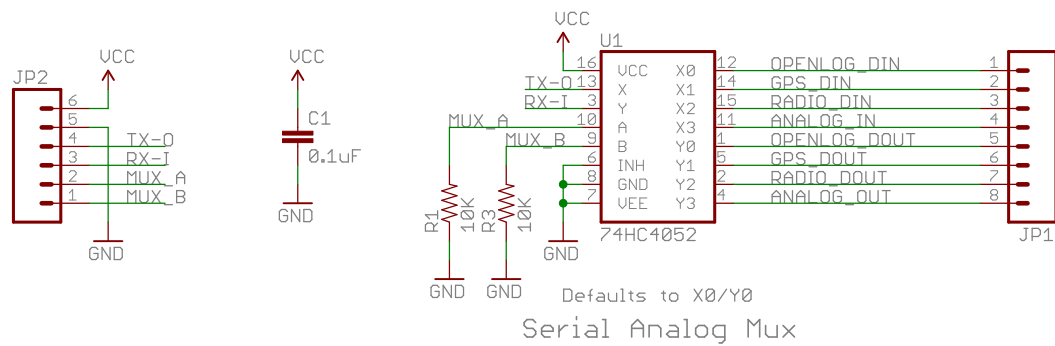 JP2
VCC
6
5
4 TX-O
3 RX-I
2 MUX_A
1 MUX_B
GND
VCC
C1
0.1uF
GND
VCC
U1
16 VCC X0 12 OPENLOG_DIN 1
TX-O 13 X X1 14 GPS_DIN 2
RX-I 3 Y X2 15 RADIO_DIN 3
MUX_A 10 A X3 11 ANALOG_IN 4
MUX_B 9 B Y0 1 OPENLOG_DOUT 5
6 INH Y1 5 GPS_DOUT 6
8 GND Y2 2 RADIO_DOUT 7
7 VEE Y3 4 ANALOG_OUT 8
R1 10K
R3 10K
74HC4052
JP1
GND
GND
GND
Defaults to X0/Y0
Serial Analog Mux